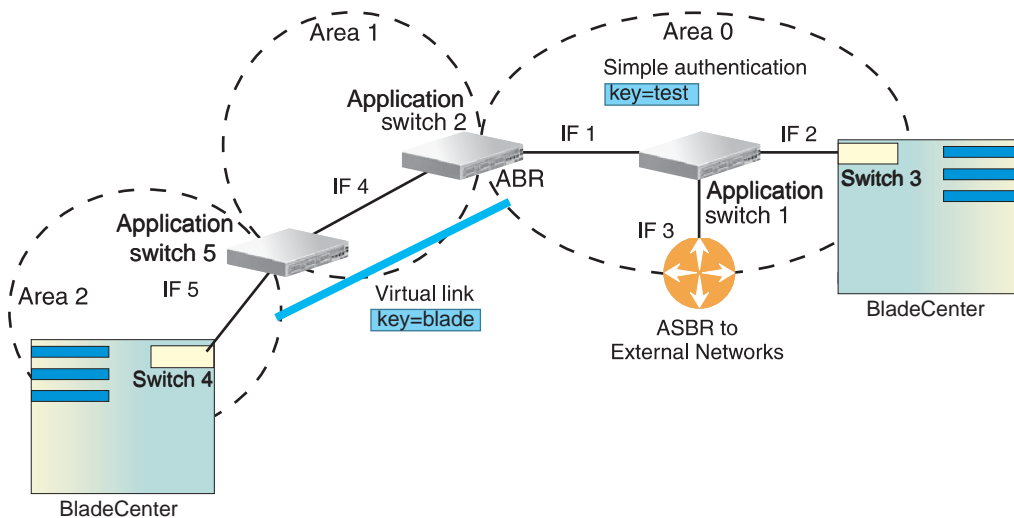 Area 1
Area 0
Simple authentication
key=test
Application
switch 2
IF 1
IF 2
ABR
Switch 3
Application
switch 1
IF 4
IF 3
Application
switch 5
Area 2
IF 5
Virtual link
key=blade
BladeCenter
ASBR to
External Networks
Switch 4
BladeCenter